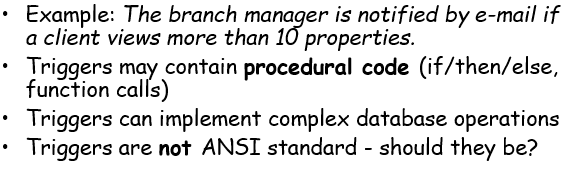 • Example: The branch manager is notified by e-mail if
a client views more than 10 properties.
• Triggers may contain procedural code (if/then/else,
function calls)
• Triggers can implement complex database operations
• Triggers are not ANSI standard - should they be?